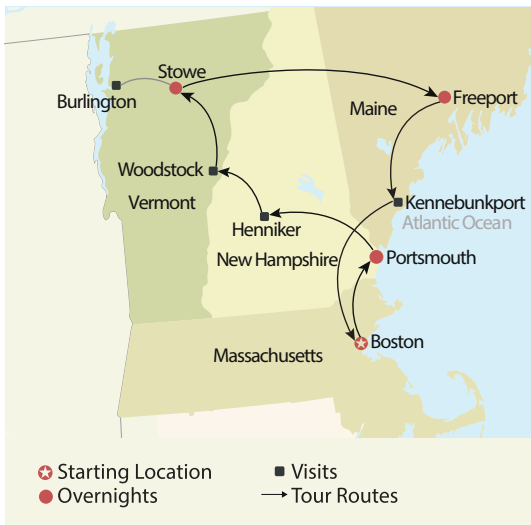 Stowe
Burlington
Freeport
Maine
Woodstock
Vermont
Kennebunkport
Atlantic Ocean
Henniker
New Hampshire
Portsmouth
Boston
Massachusetts
Starting Location
Visits
Overnights
Tour Routes